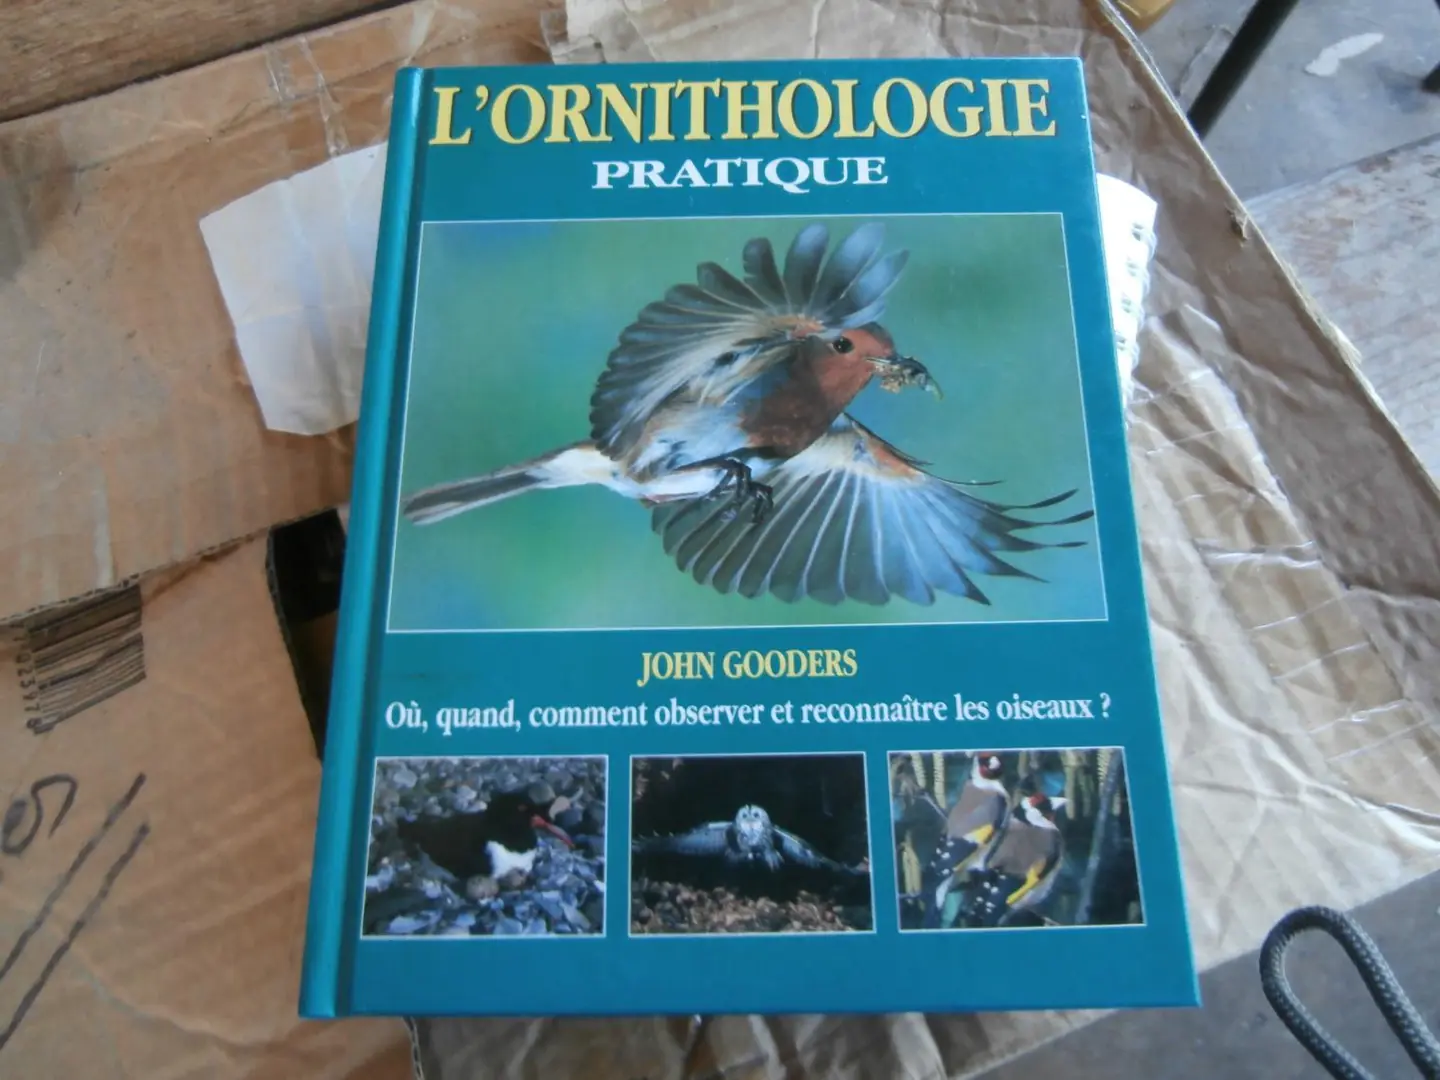 L'ORNITHOLOGIE
PRATIQUE
JOHN GOODERS
Où, quand, comment observer et reconnaître les oiseaux ?